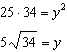 25 · 34 = y²
5√34 = y